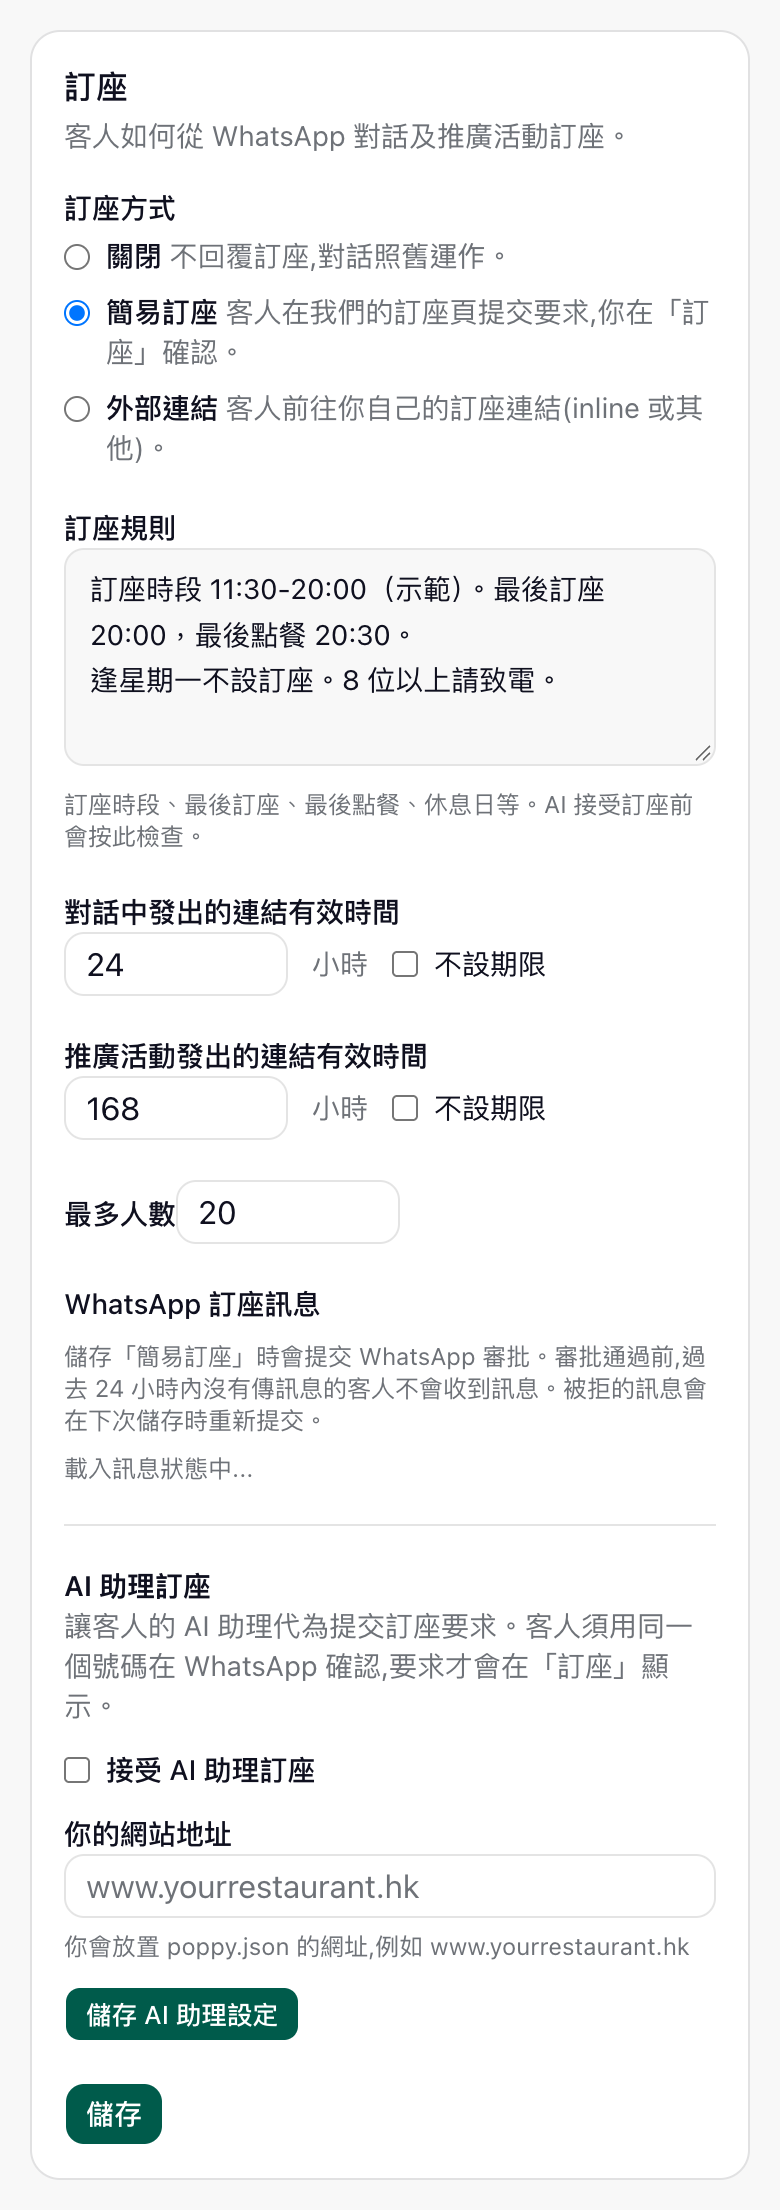 訂座
客人如何從 WhatsApp 對話及推廣活動訂座。
訂座方式
關閉 不回覆訂座,對話照舊運作。
簡易訂座 客人在我們的訂座頁提交要求,你在「訂
座」確認。
外部連結 客人前往你自己的訂座連結(inline 或其
他)。
訂座規則
訂座時段 11:30-20:00（示範）。最後訂座
20:00，最後點餐 20:30。
逢星期一不設訂座。8 位以上請致電。
訂座時段、最後訂座、最後點餐、休息日等。AI 接受訂座前
會按此檢查。
對話中發出的連結有效時間
24 小時 不設期限
推廣活動發出的連結有效時間
168 小時 不設期限
最多人數 20
WhatsApp 訂座訊息
儲存「簡易訂座」時會提交 WhatsApp 審批。審批通過前,過
去 24 小時內沒有傳訊息的客人不會收到訊息。被拒的訊息會
在下次儲存時重新提交。
載入訊息狀態中...
AI 助理訂座
讓客人的 AI 助理代為提交訂座要求。客人須用同一
個號碼在 WhatsApp 確認,要求才會在「訂座」顯
示。
接受 AI 助理訂座
你的網站地址
www.yourrestaurant.hk
你會放置 poppy.json 的網址,例如 www.yourrestaurant.hk
儲存 AI 助理設定
儲存